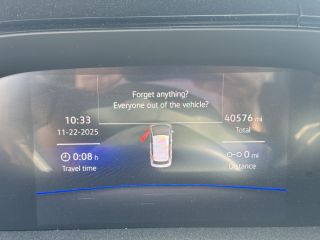 Forget anything?
Everyone out of the vehicle?
10:33
11-22-2025
40576 mi
Total
0:08 h
Travel time
0 mi
Distance